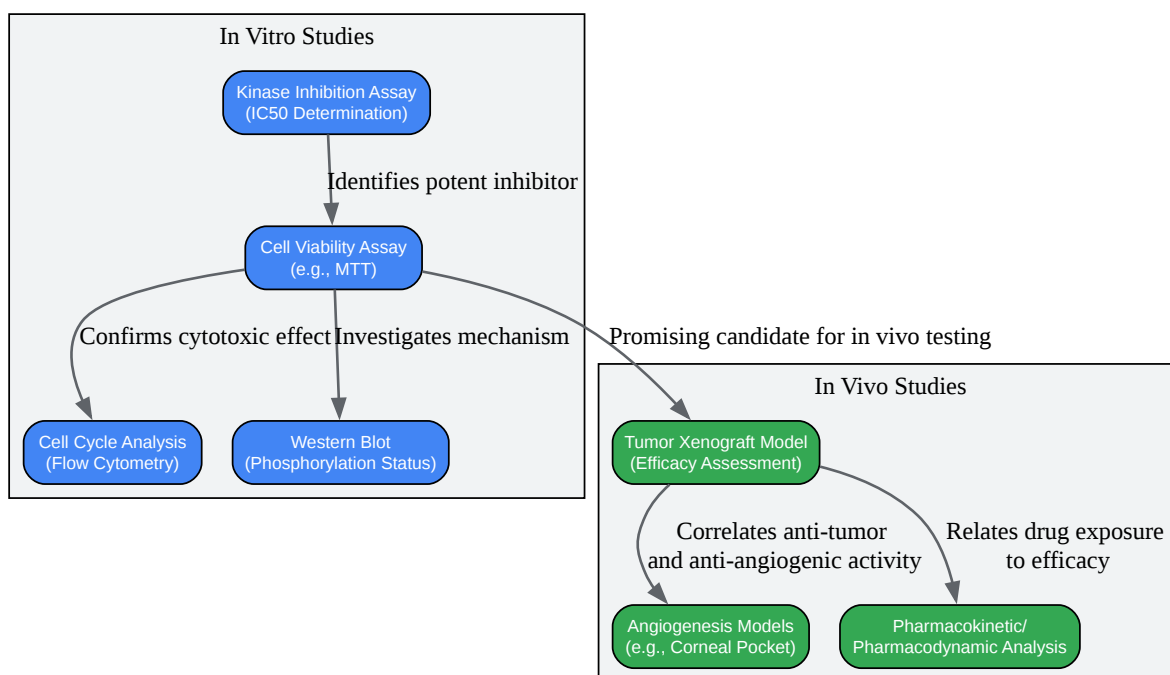 In Vitro Studies
Kinase Inhibition Assay
(IC50 Determination)
Identifies potent inhibitor
Cell Viability Assay
(e.g., MTT)
Confirms cytotoxic effect
Investigates mechanism
Promising candidate for in vivo testing
In Vivo Studies
Cell Cycle Analysis
(Flow Cytometry)
Western Blot
(Phosphorylation Status)
Tumor Xenograft Model
(Efficacy Assessment)
Correlates anti-tumor
and anti-angiogenic activity
Relates drug exposure
to efficacy
Angiogenesis Models
(e.g., Corneal Pocket)
Pharmacokinetic/
Pharmacodynamic Analysis